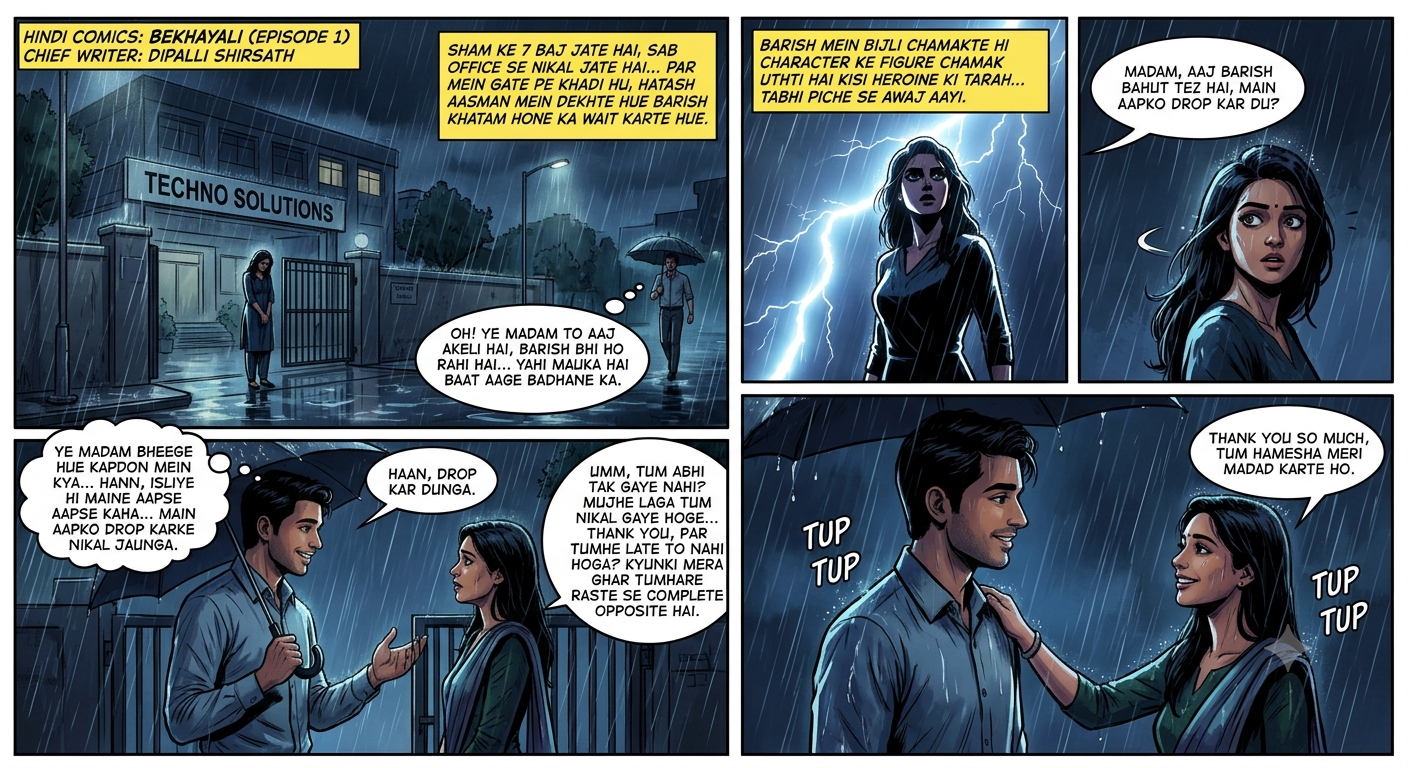 HINDI COMICS: BEKHAYALI (EPISODE 1)
CHIEF WRITER: DIPALLI SHIRSATH
SHAM KE 7 BAJ JATE HAI, SAB
OFFICE SE NIKAL JATE HAI... PAR
MEIN GATE PE KHADI HU, HATASH
AASMAN MEIN DEKHTE HUE BARISH
KHATAM HONE KA WAIT KARTE HUE.
TECHNO SOLUTIONS
OH! YE MADAM TO AAJ
AKELI HAI, BARISH BHI HO
RAHI HAI... YAHI MAUKA HAI
BAAT AAGE BADHANE KA.
BARISH MEIN BIJLI CHAMAKTE HI
CHARACTER KE FIGURE CHAMAK
UTHTI HAI KISI HEROINE KI TARAH...
TABHI PICHE SE AWAJ AAYI.
MADAM, AAJ BARISH
BAHUT TEZ HAI, MAIN
AAPKO DROP KAR DU?
YE MADAM BHEEGE
HUE KAPDON MEIN
KYA... HANN, ISLIYE
HI MAINE AAPSE
AAPSE KAHA... MAIN
AAPKO DROP KARKE
NIKAL JAUNGA.
HAAN, DROP
KAR DUNGA.
UMM, TUM ABHI
TAK GAYE NAHI?
MUJHE LAGA TUM
NIKAL GAYE HOGE...
THANK YOU, PAR
TUMHE LATE TO NAHI
HOGA? KYUNKI MERA
GHAR TUMHARE
RASTE SE COMPLETE
OPPOSITE HAI.
THANK YOU SO MUCH,
TUM HAMESHA MERI
MADAD KARTE HO.
TUP
TUP
TUP
TUP